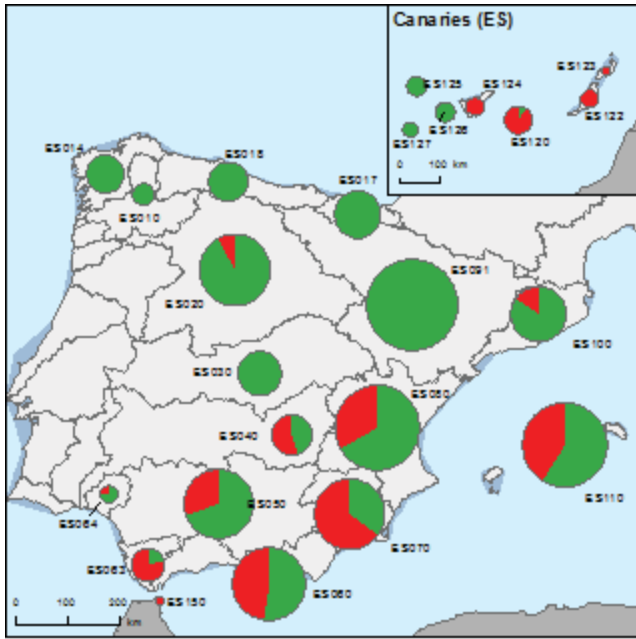 Canaries (ES)
ES123
ES125
ES124
ES122
ES126
ES120
ES127
0 100 km
ES014
ES018
ES010
ES017
ES020
ES091
ES100
ES030
ES080
ES040
ES110
ES050
ES064
ES070
ES063
ES060
ES150
0 100 200
km